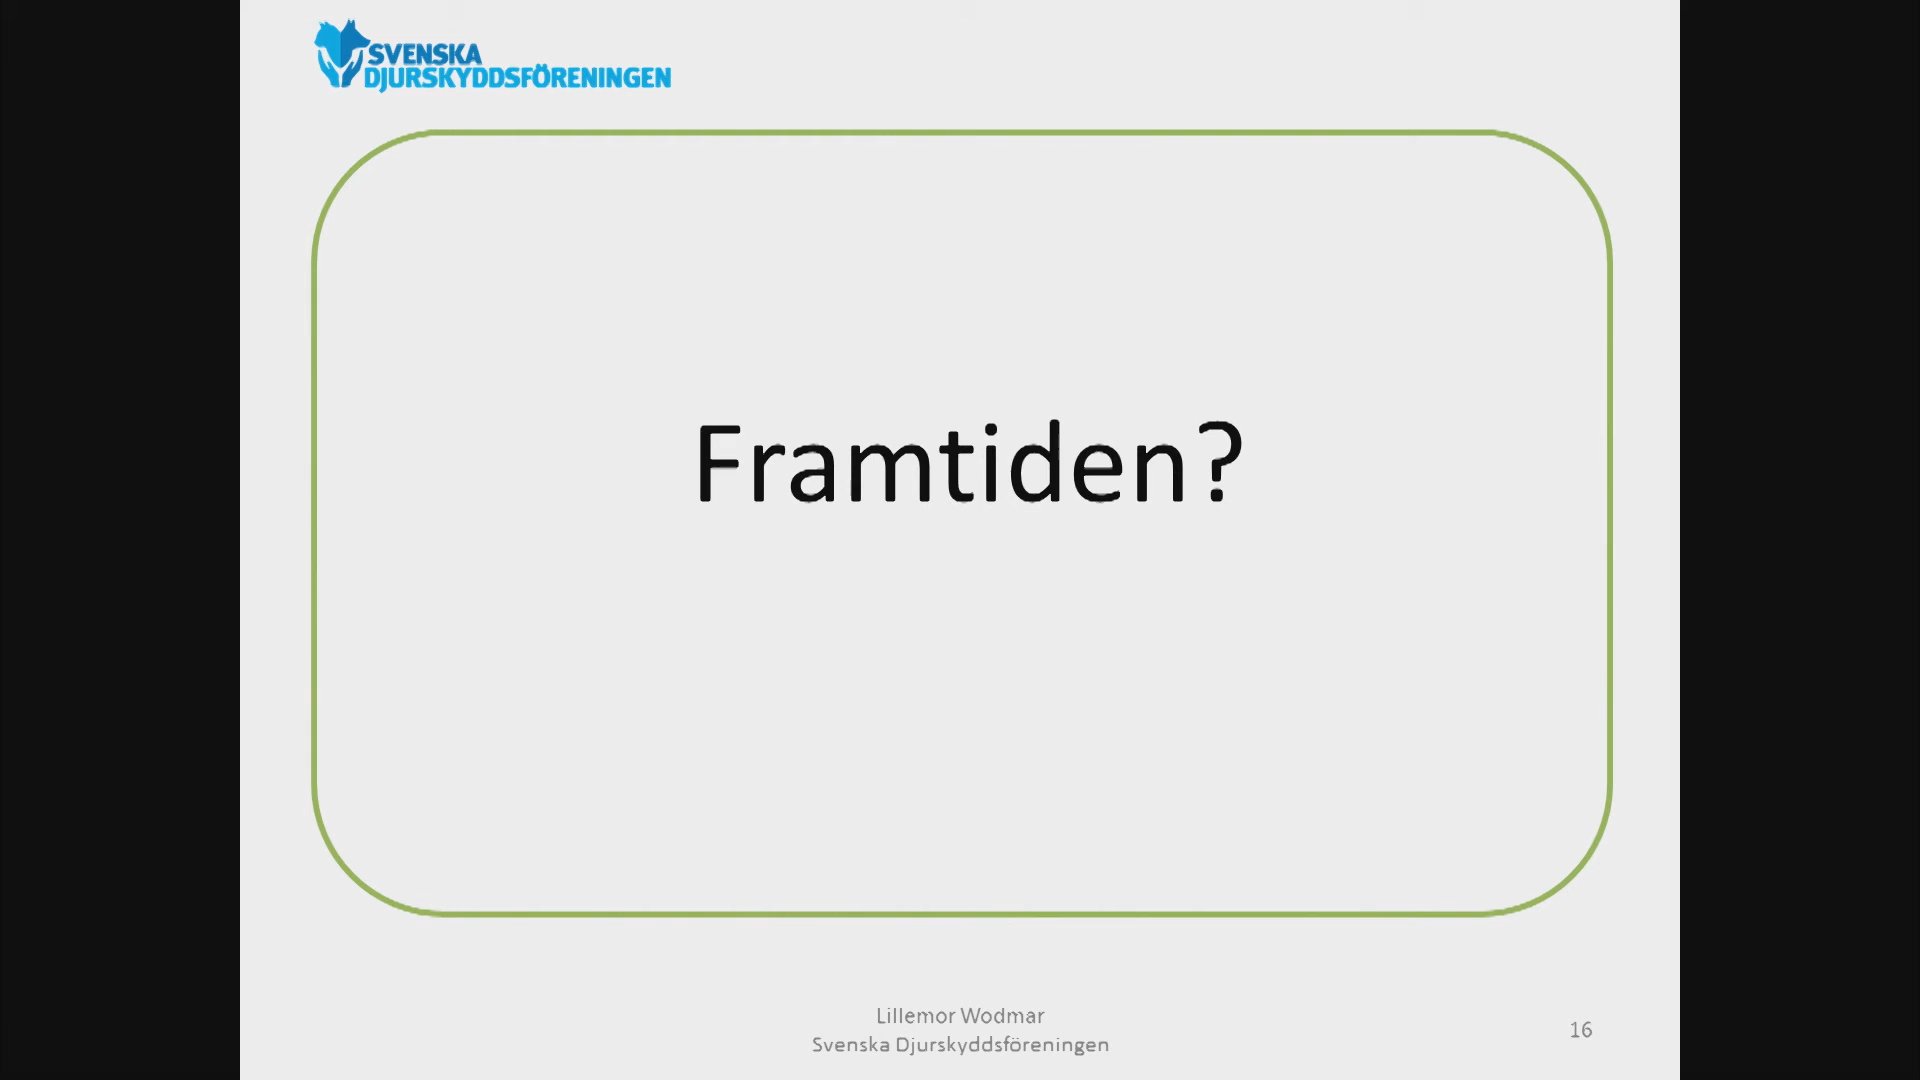 SVENSKA
DJURSKYDDSFÖRENINGEN
Framtiden?
Lillemor Wodmar
Svenska Djurskyddsföreningen
16